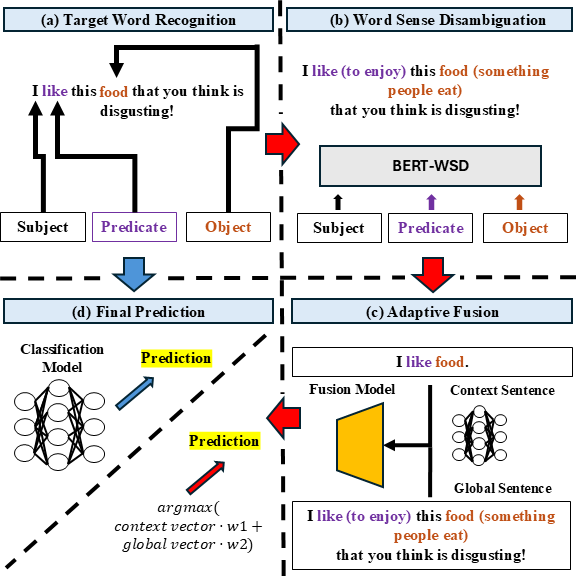 (a) Target Word Recognition
I like this food that you think is
disgusting!
Subject
Predicate
Object
(b) Word Sense Disambiguation
I like (to enjoy) this food (something
people eat)
that you think is disgusting!
BERT-WSD
Subject
Predicate
Object
(d) Final Prediction
Classification
Model
Prediction
Prediction
argmax(
context vector · w1 +
global vector · w2)
(c) Adaptive Fusion
I like food.
Fusion Model
Context Sentence
Global Sentence
I like (to enjoy) this food (something
people eat)
that you think is disgusting!